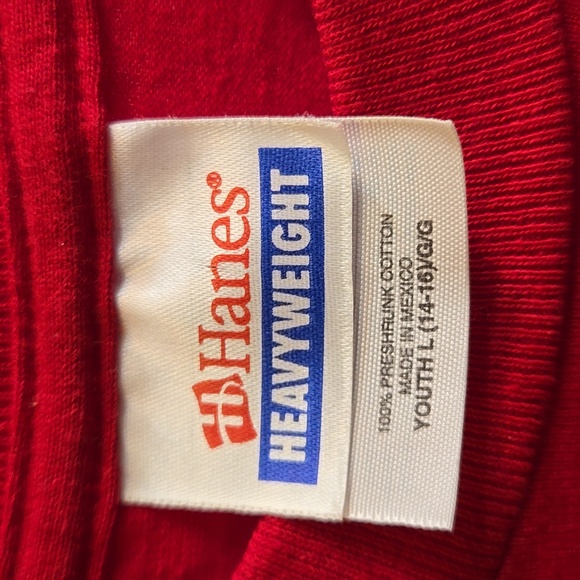 Hanes®
HEAVYWEIGHT
100% PRESHRUNK COTTON
MADE IN MEXICO
YOUTH L (14-16)/G/G